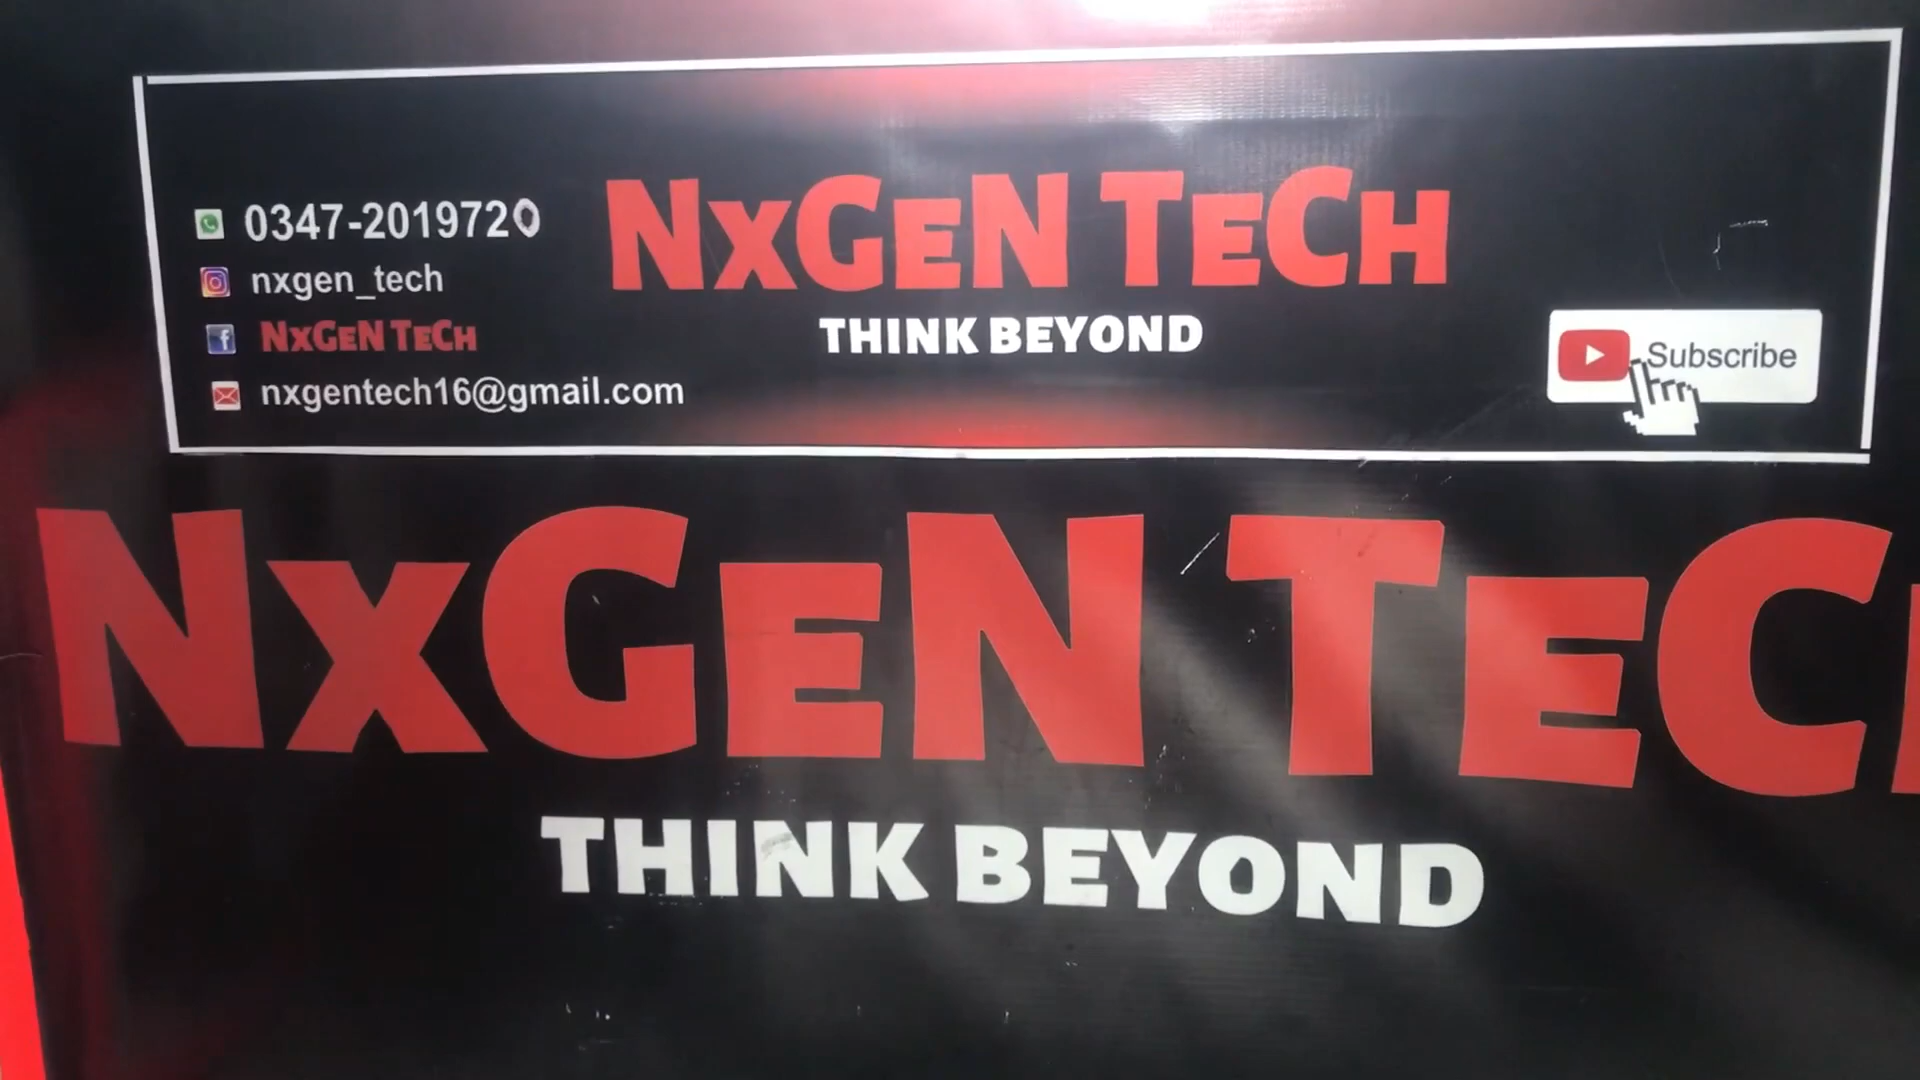 0347-2019720
nxgen_tech
NxGeN TeCh
nxgentech16@gmail.com
NxGeN TeCh
THINK BEYOND
Subscribe
NxGeN TeC
THINK BEYOND